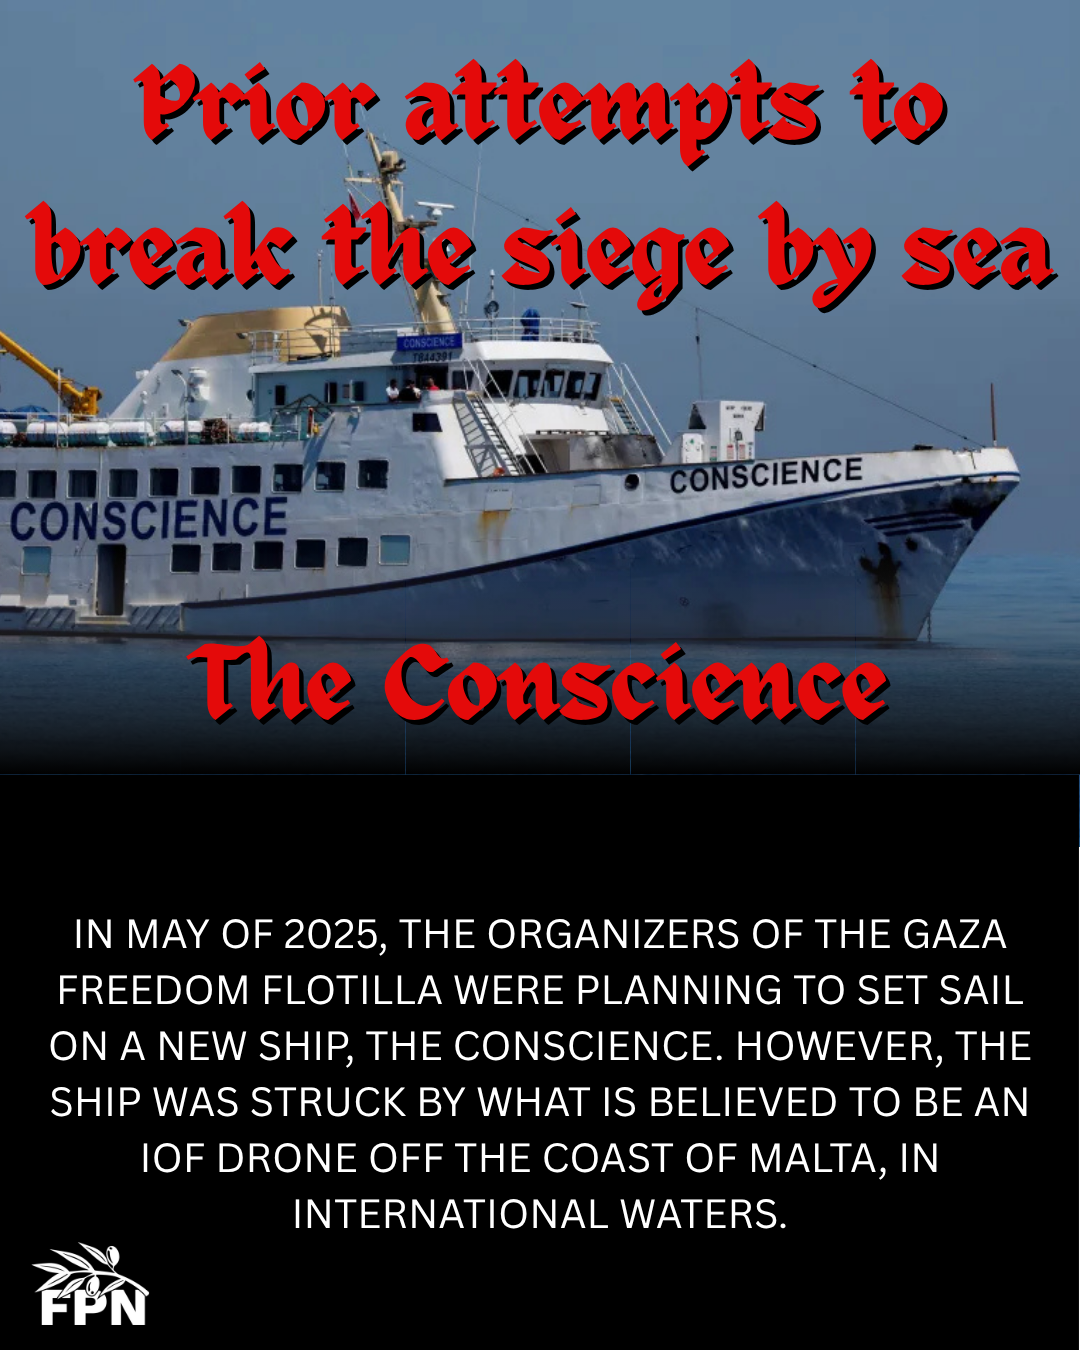 Prior attempts to
break the siege by sea
CONSCIENCE
CONSCIENCE
CONSCIENCE
The Conscience
IN MAY OF 2025, THE ORGANIZERS OF THE GAZA
FREEDOM FLOTILLA WERE PLANNING TO SET SAIL
ON A NEW SHIP, THE CONSCIENCE. HOWEVER, THE
SHIP WAS STRUCK BY WHAT IS BELIEVED TO BE AN
IOF DRONE OFF THE COAST OF MALTA, IN
INTERNATIONAL WATERS.
FPN